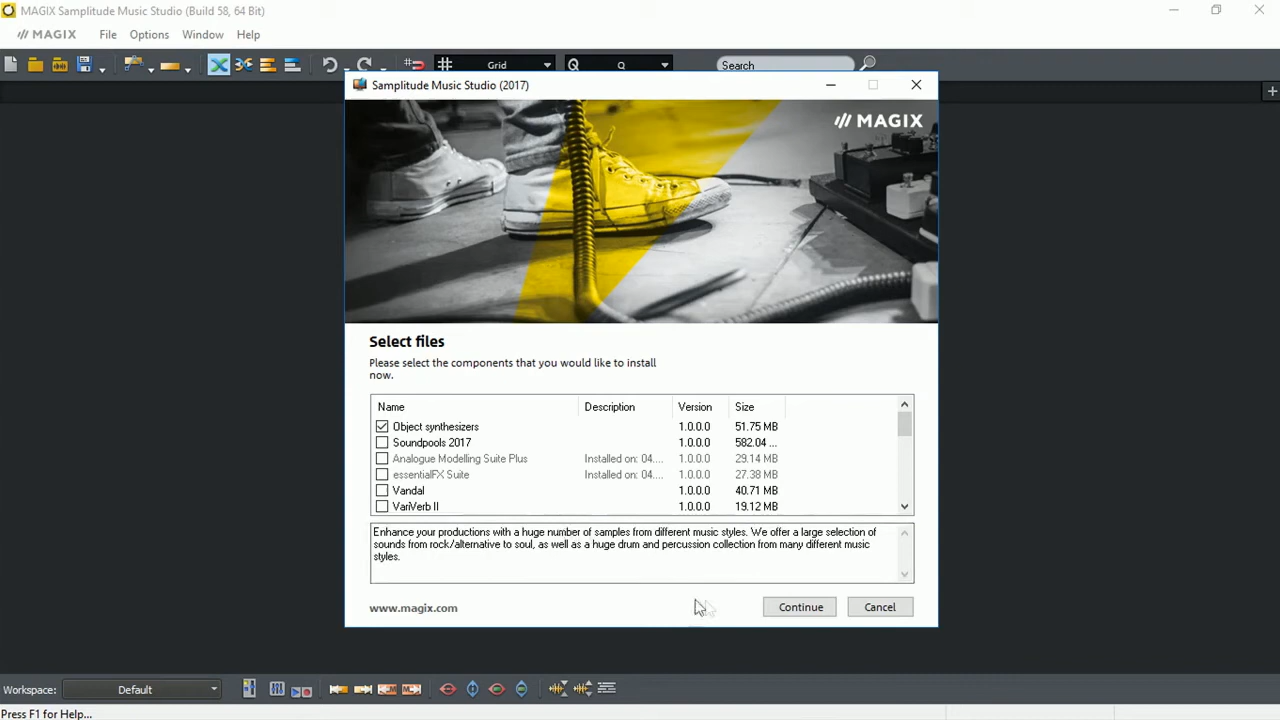 MAGIX Samplitude Music Studio (Build 58, 64 Bit)
MAGIX File Options Window Help
Grid Q Search
Samplitude Music Studio (2017)
MAGIX
Select files
Please select the components that you would like to install
now.
Name Description Version Size
Object synthesizers 1.0.0.0 51.75 MB
Soundpools 2017 1.0.0.0 582.04 ...
Analogue Modelling Suite Plus Installed on: 04.... 1.0.0.0 29.14 MB
essentialFX Suite Installed on: 04.... 1.0.0.0 27.38 MB
Vandal 1.0.0.0 40.71 MB
VariVerb II 1.0.0.0 19.12 MB
Enhance your productions with a huge number of samples from different music styles. We offer a large selection of
sounds from rock/alternative to soul, as well as a huge drum and percussion collection from many different music
styles.
www.magix.com Continue Cancel
Workspace: Default
Press F1 for Help...